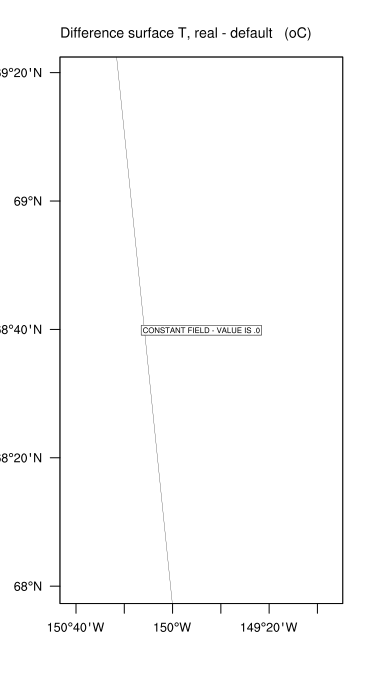 Difference surface T, real - default (oC)
9°20'N
69°N
8°40'N
8°20'N
68°N
CONSTANT FIELD - VALUE IS .0
150°40'W 150°W 149°20'W